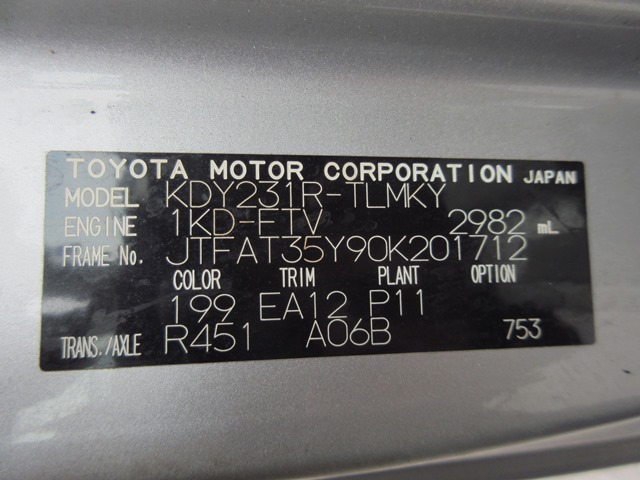 TOYOTA MOTOR CORPORATION JAPAN
MODEL KDY231R-TLMKY
ENGINE 1KD-FTV 2982 mL
FRAME No. JTFAT35Y90K201712
COLOR TRIM PLANT OPTION
199 EA12 P11
TRANS./AXLE R451 A06B 753